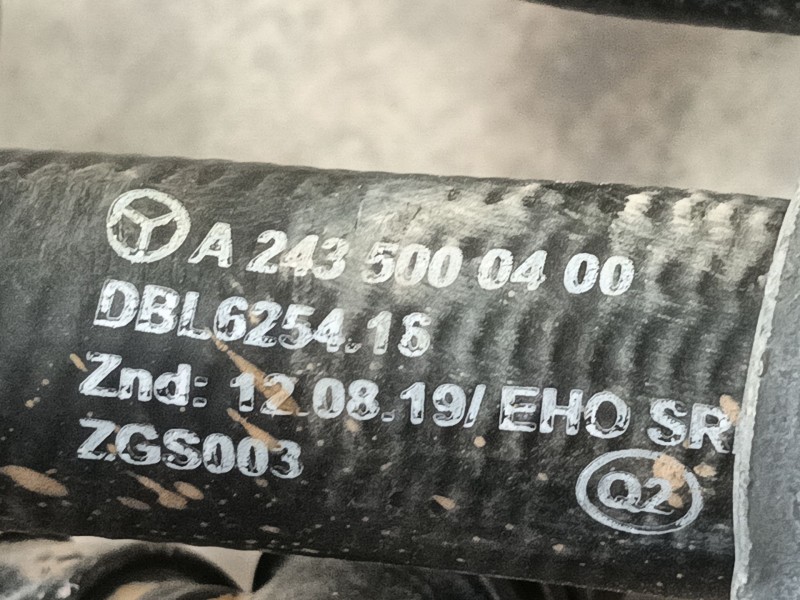 A 243 500 04 00
DBL6254.16
Znd: 12.08.19/ EHO SR
ZGS003
Q2